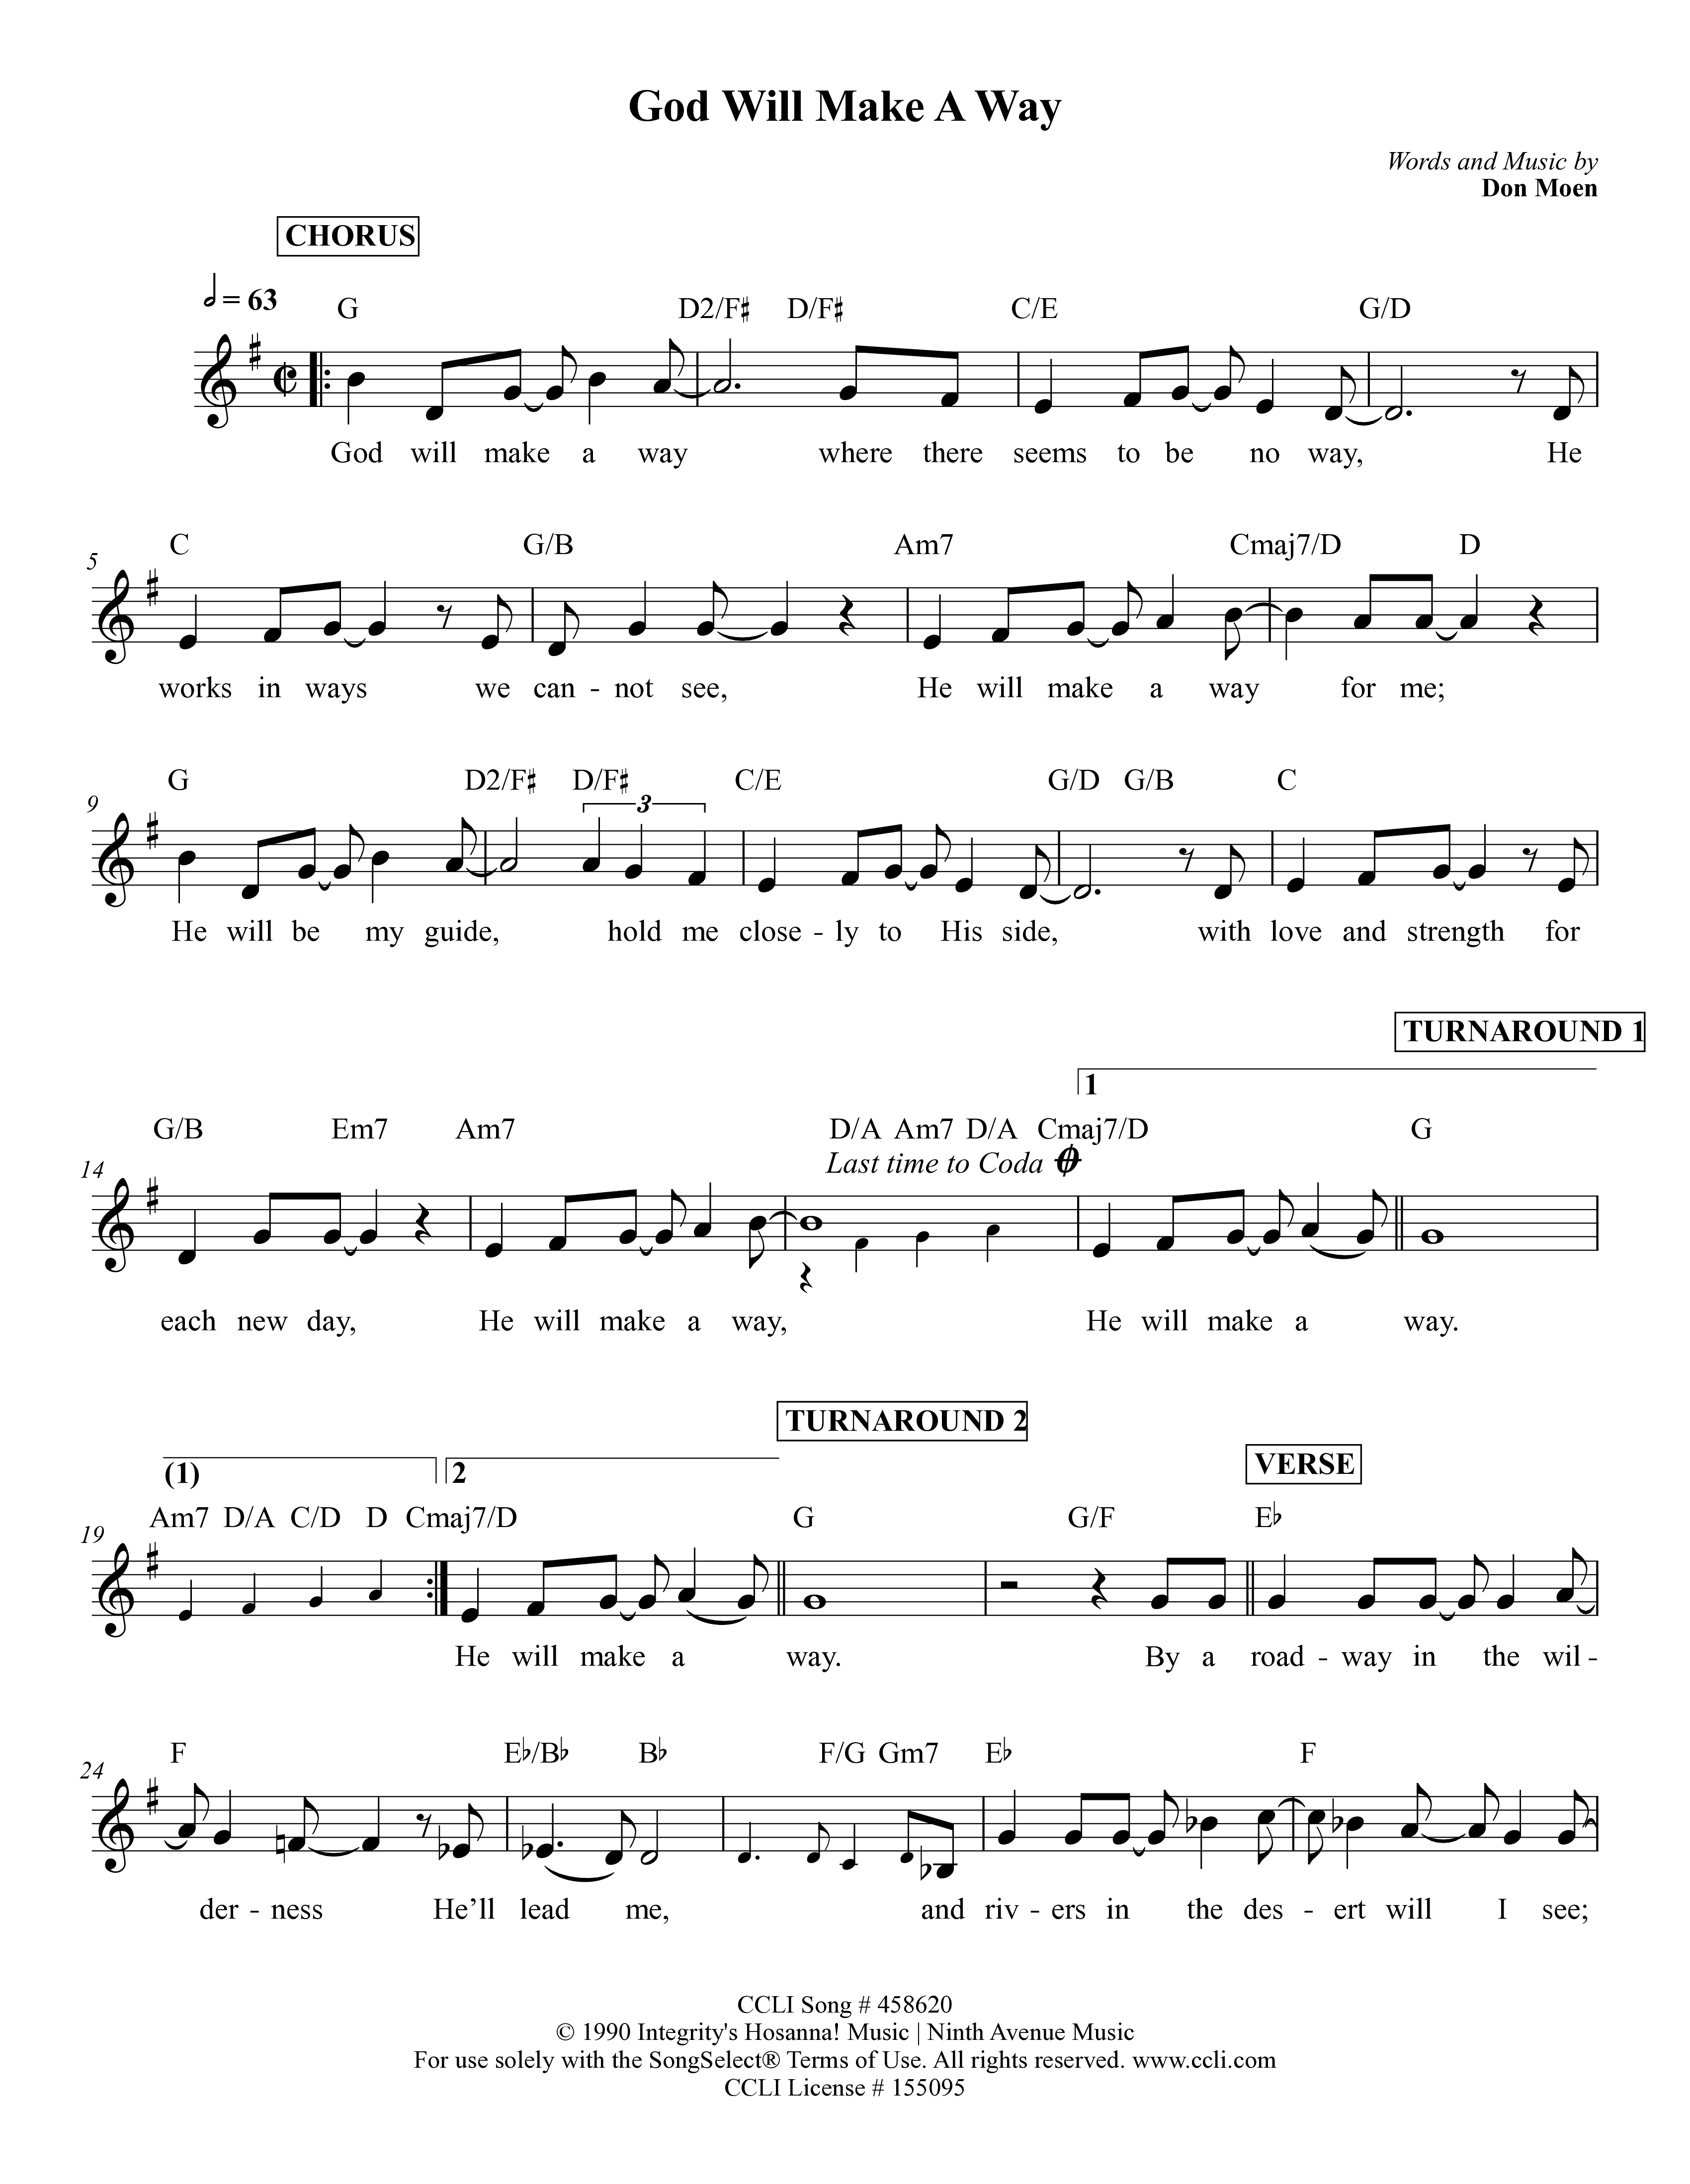 God Will Make A Way
Words and Music by
Don Moen
CHORUS
= 63
G D2/F♯ D/F♯ C/E G/D
God will make a way where there seems to be no way, He
C G/B Am7 Cmaj7/D D
5
works in ways we can - not see, He will make a way for me;
G D2/F♯ D/F♯ C/E G/D G/B C
9
3
He will be my guide, hold me close - ly to His side, with love and strength for
TURNAROUND 1
1
G/B Em7 Am7 D/A Am7 D/A Cmaj7/D G
Last time to Coda
14
each new day, He will make a way, He will make a way.
TURNAROUND 2
VERSE
(1) 2
Am7 D/A C/D D Cmaj7/D G G/F E♭
19
He will make a way. By a road - way in the wil -
F E♭/B♭ B♭ F/G Gm7 E♭ F
24
der - ness He’ll lead me, and riv - ers in the des - ert will I see;
CCLI Song # 458620
© 1990 Integrity's Hosanna! Music | Ninth Avenue Music
For use solely with the SongSelect® Terms of Use. All rights reserved. www.ccli.com
CCLI License # 155095